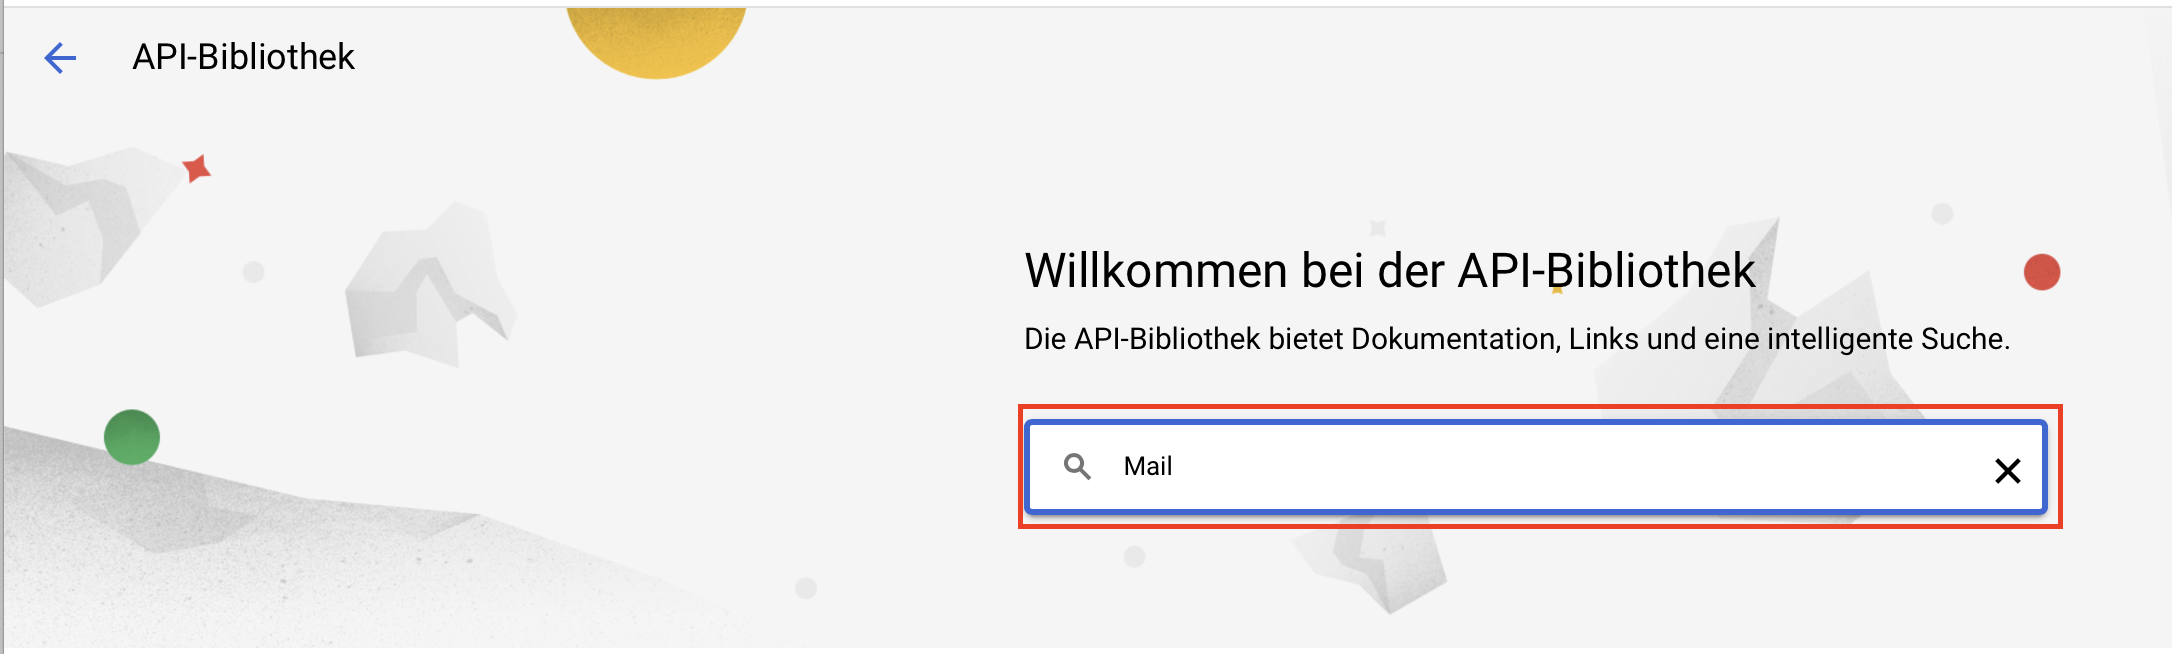 API-Bibliothek
Willkommen bei der API-Bibliothek
Die API-Bibliothek bietet Dokumentation, Links und eine intelligente Suche.
Mail